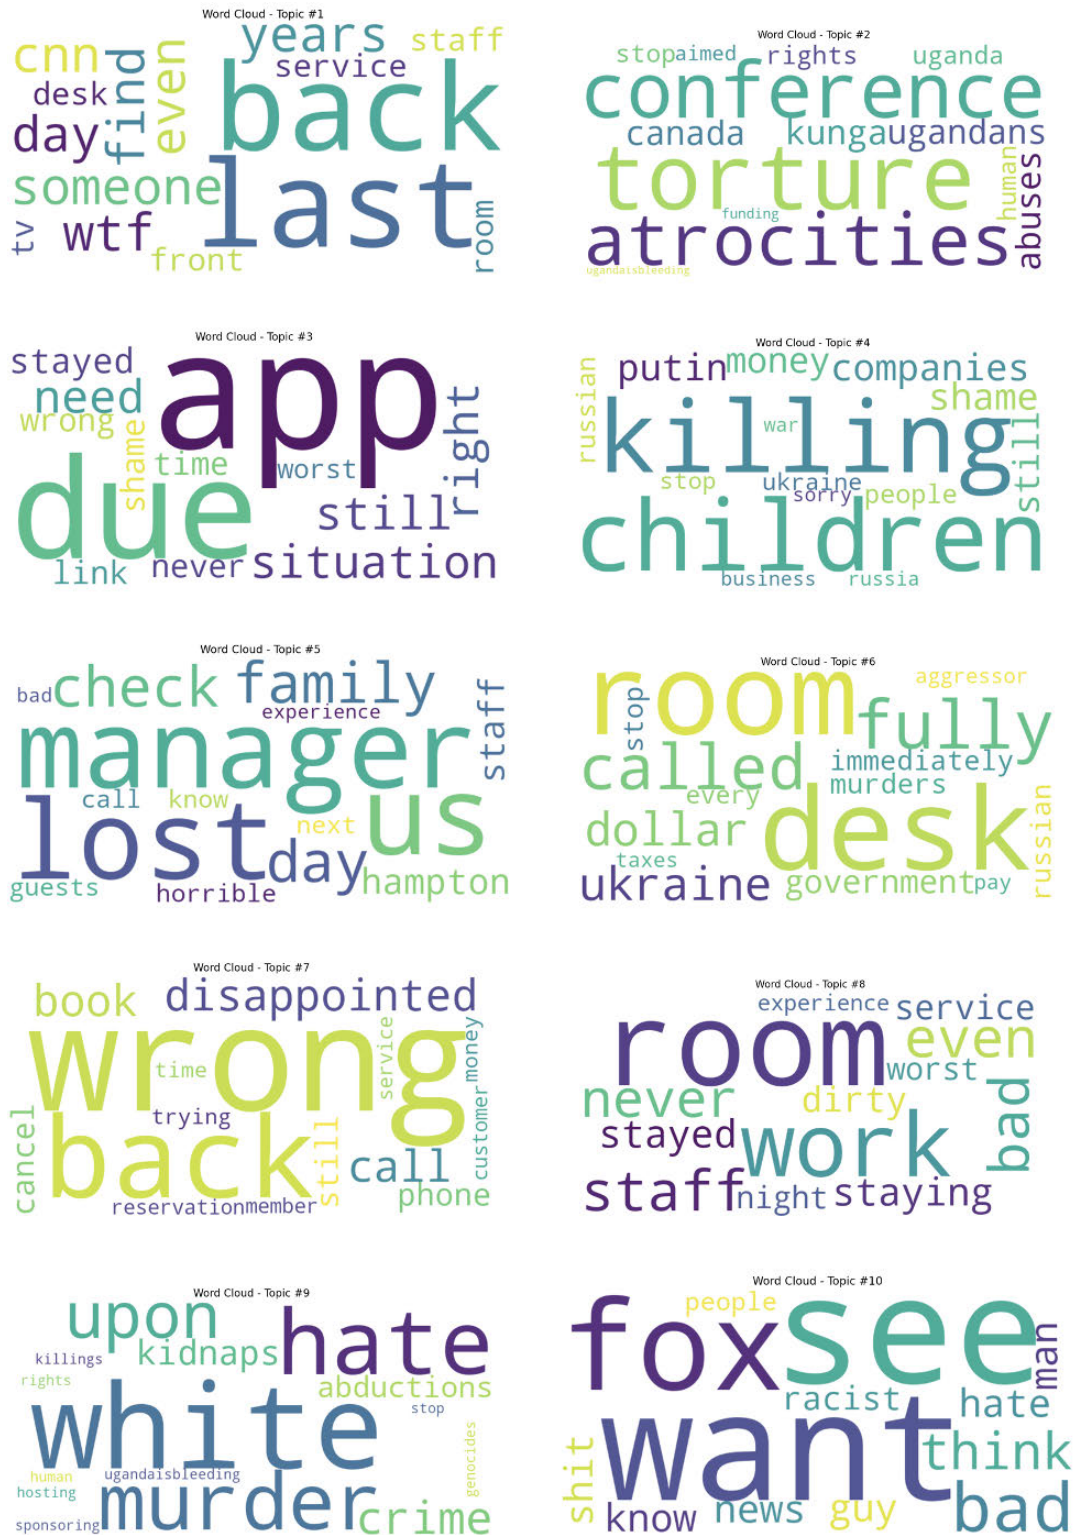 Word Cloud - Topic #1
years
staff
cnn
service
find
even
desk
back
day
someone
last
wtf
tv
room
front
Word Cloud - Topic #2
stop aimed rights uganda
conference
canada kunga ugandans
torture
human
abuses
funding
atrocities
ugandaisbleeding
Word Cloud - Topic #3
stayed
app
need
right
wrong
shame
time
worst
due
still
link
never
situation
Word Cloud - Topic #4
russian
putin money companies
shame
killing
war
still
stop
ukraine
sorry
people
children
business russia
Word Cloud - Topic #5
bad
check
family
experience
staff
manager
call
know
us
lost
next
day
guests
horrible
hampton
Word Cloud - Topic #6
room
aggressor
stop
fully
called
immediately
murders
every
desk
dollar
russian
taxes
ukraine
government
pay
Word Cloud - Topic #7
book
disappointed
wrong
service
money
time
trying
back
cancel
still
call
customer
phone
reservation member
Word Cloud - Topic #8
experience service
room
even
worst
never
dirty
bad
stayed
work
staff
night staying
Word Cloud - Topic #9
upon
hate
killings
kidnaps
rights
abductions
white
stop
genocides
human
ugandaisbleeding
hosting
murder
sponsoring
crime
Word Cloud - Topic #10
people
fox
see
man
racist
hate
want
think
shit
know
news
guy
bad